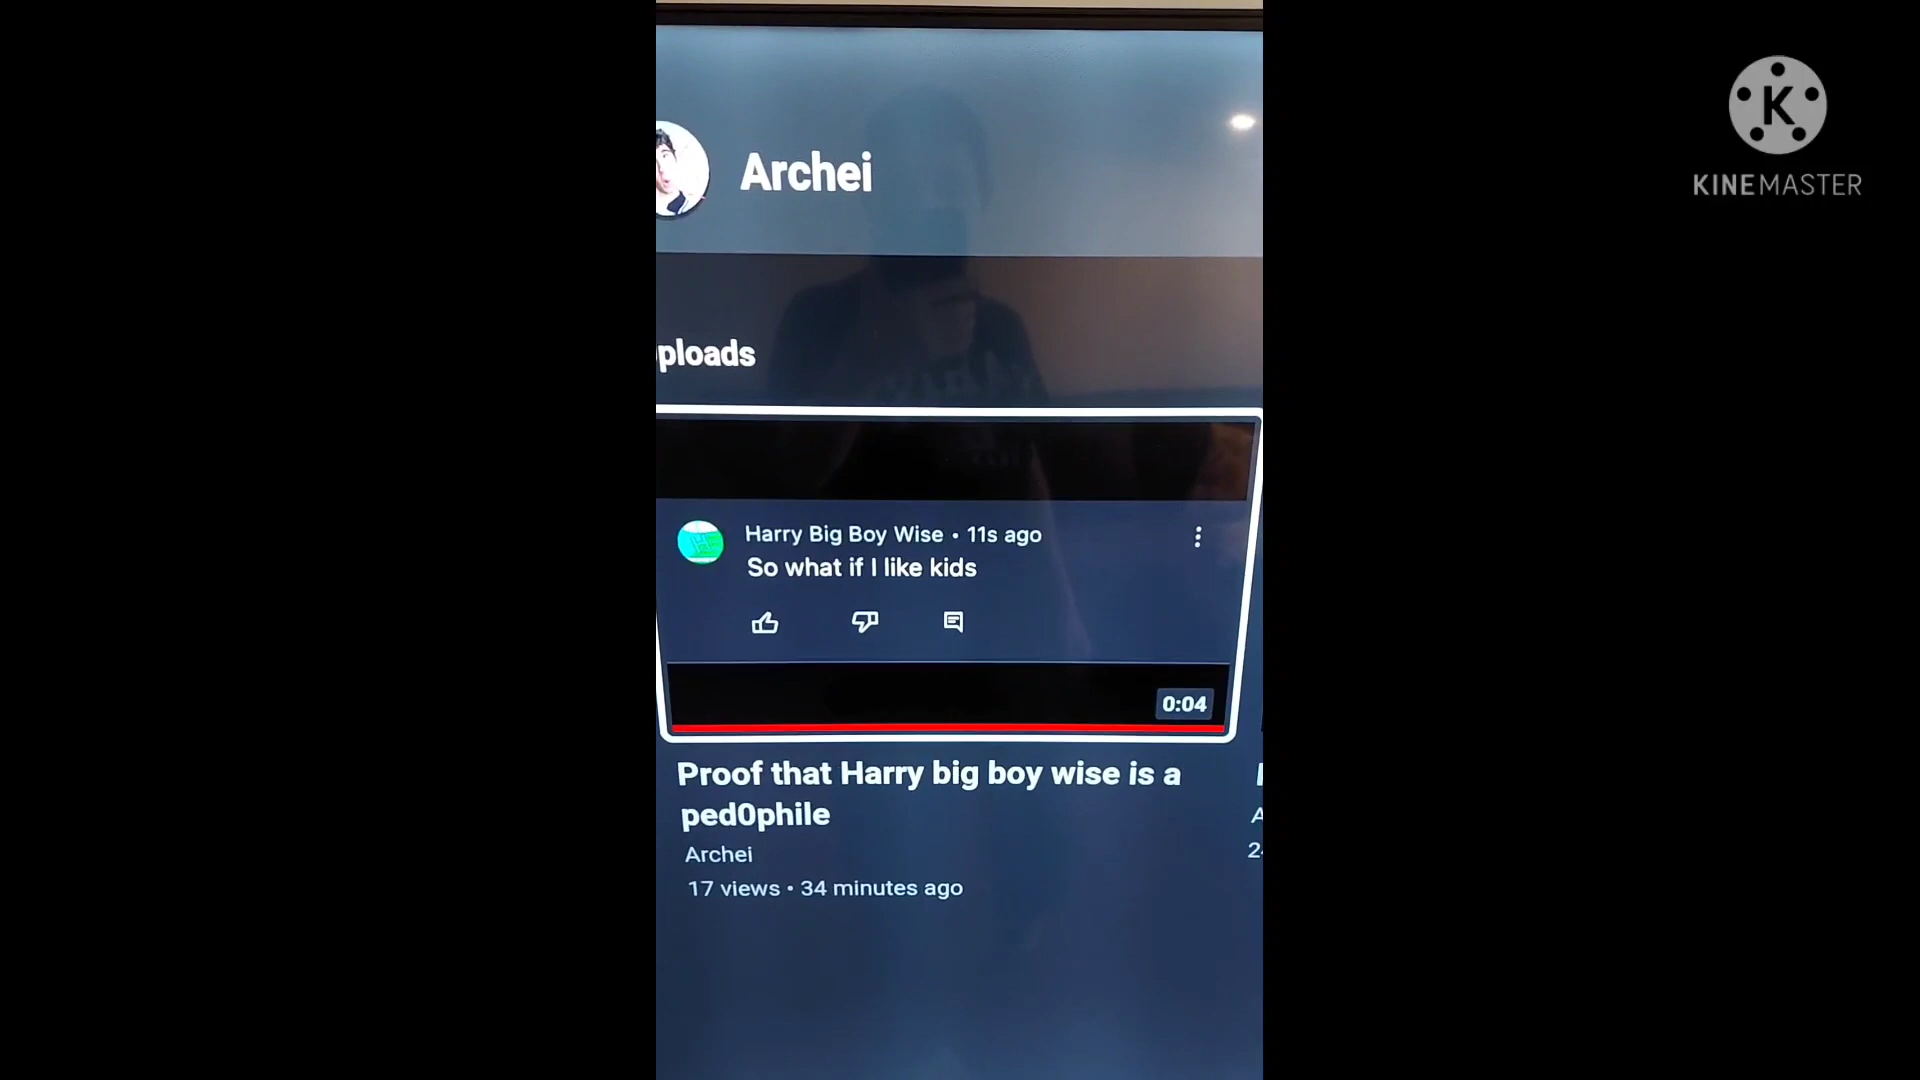 K
KINEMASTER
Archei
ploads
Harry Big Boy Wise • 11s ago
So what if I like kids
0:04
Proof that Harry big boy wise is a
ped0phile
Archei
17 views • 34 minutes ago